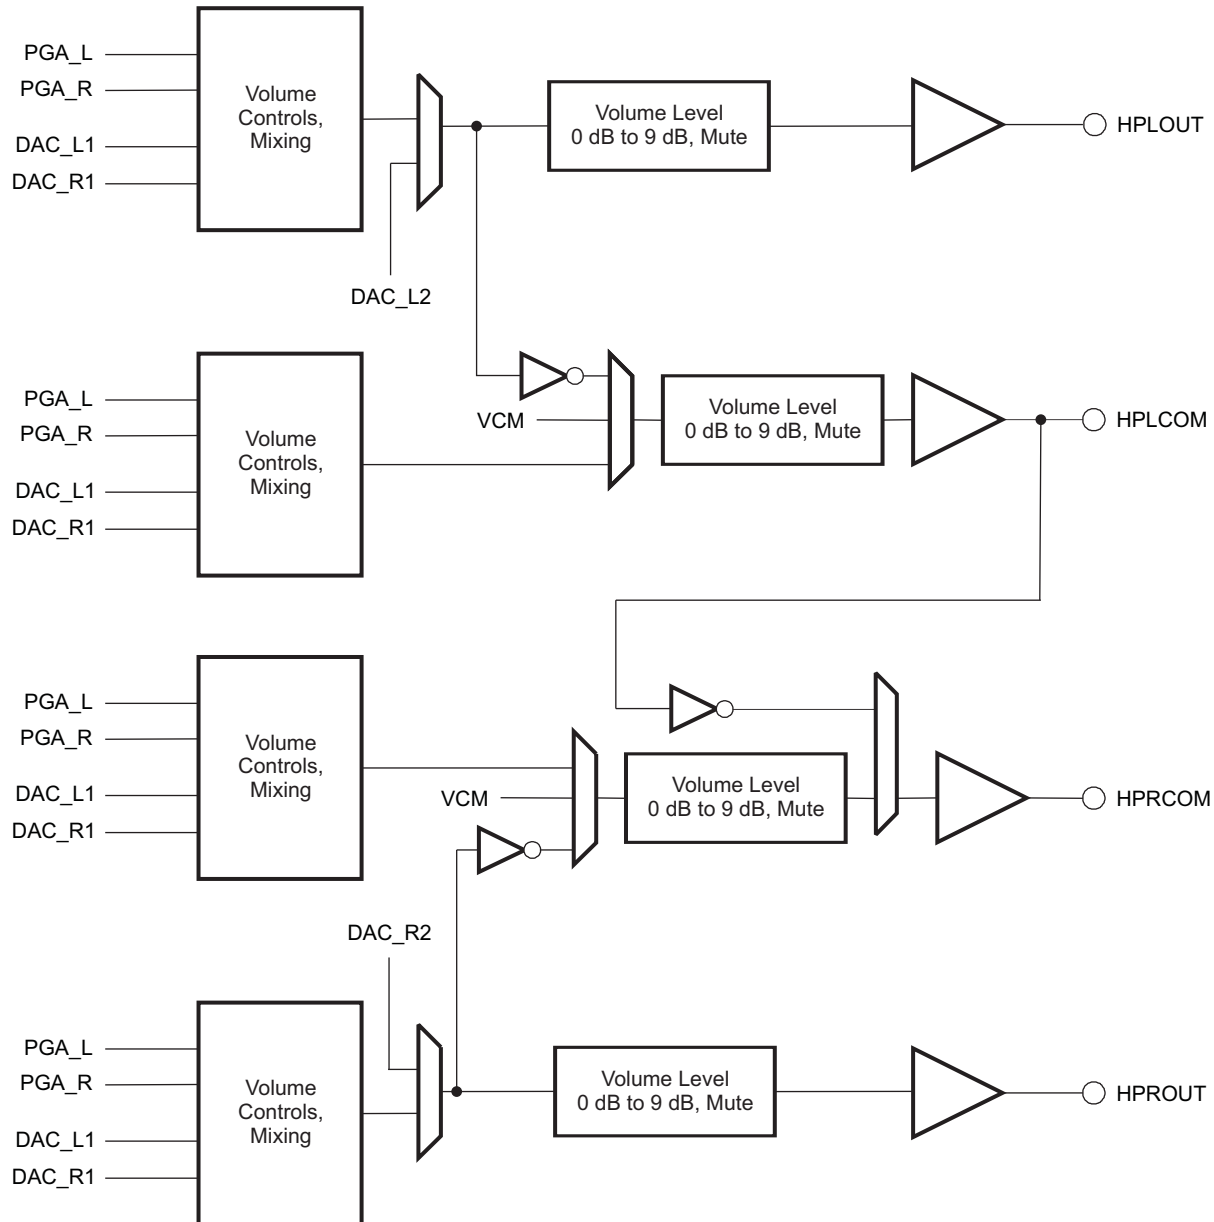 PGA_L
PGA_R
DAC_L1
DAC_R1
Volume
Controls,
Mixing
DAC_L2
Volume Level
0 dB to 9 dB, Mute
HPLOUT
PGA_L
PGA_R
DAC_L1
DAC_R1
Volume
Controls,
Mixing
VCM
Volume Level
0 dB to 9 dB, Mute
HPLCOM
PGA_L
PGA_R
DAC_L1
DAC_R1
Volume
Controls,
Mixing
VCM
Volume Level
0 dB to 9 dB, Mute
HPRCOM
DAC_R2
PGA_L
PGA_R
DAC_L1
DAC_R1
Volume
Controls,
Mixing
Volume Level
0 dB to 9 dB, Mute
HPROUT